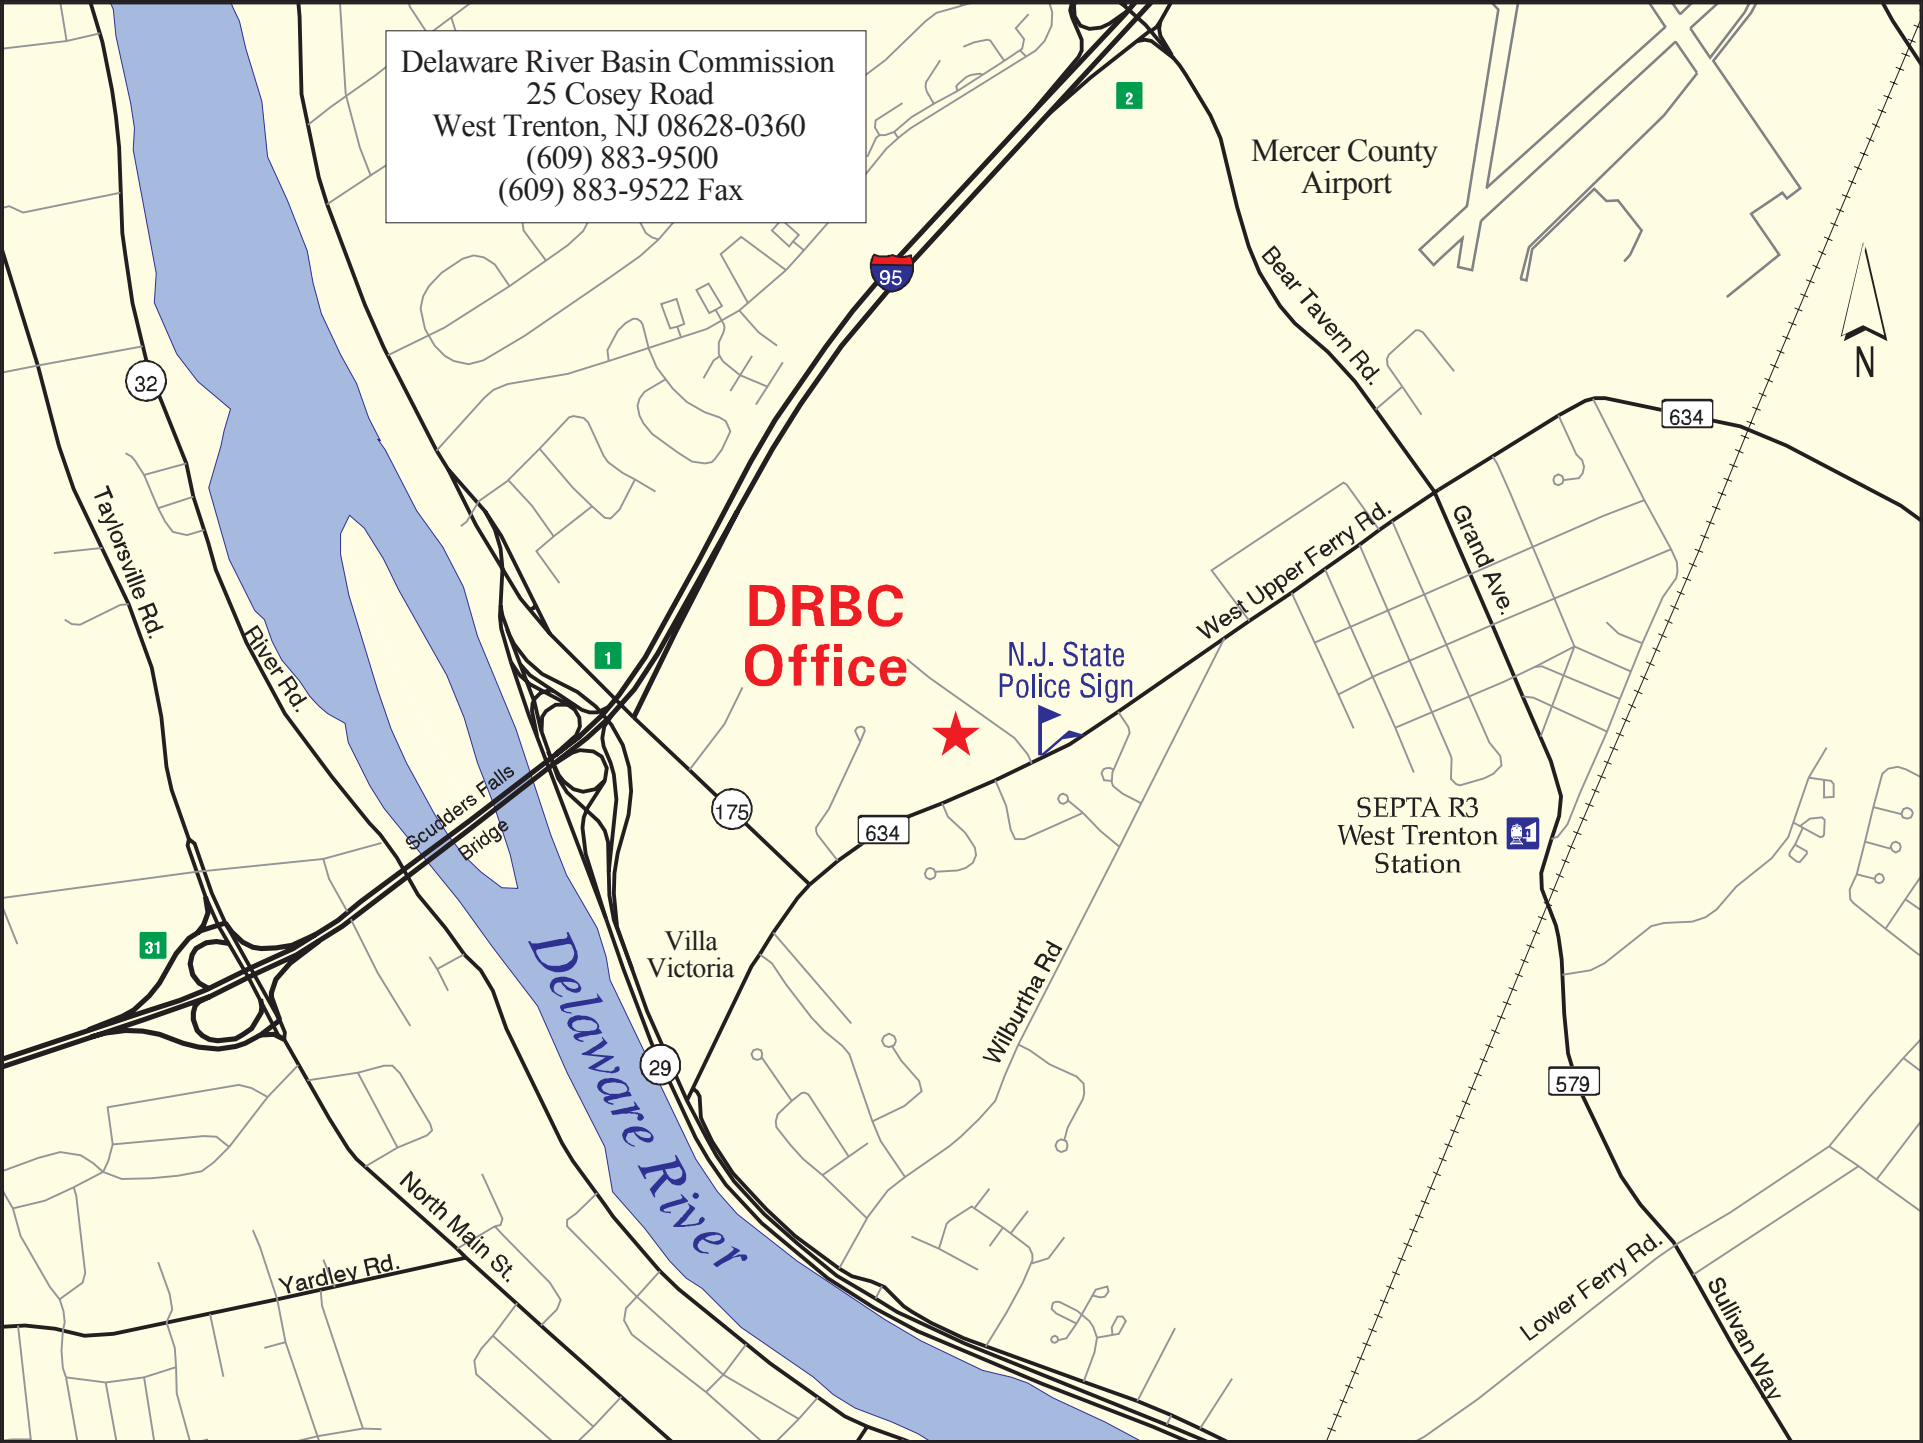 Delaware River Basin Commission
25 Cosey Road
West Trenton, NJ 08628-0360
(609) 883-9500
(609) 883-9522 Fax
2
Mercer County
Airport
95
Bear Tavern Rd.
N
32
634
Taylorsville Rd.
River Rd.
West Upper Ferry Rd.
Grand Ave.
DRBC
Office
1
N.J. State
Police Sign
Scudders Falls
Bridge
175
634
SEPTA R3
West Trenton
Station
31
Villa
Victoria
Delaware River
Wilburtha Rd
29
579
North Main St.
Yardley Rd.
Lower Ferry Rd.
Sullivan Way